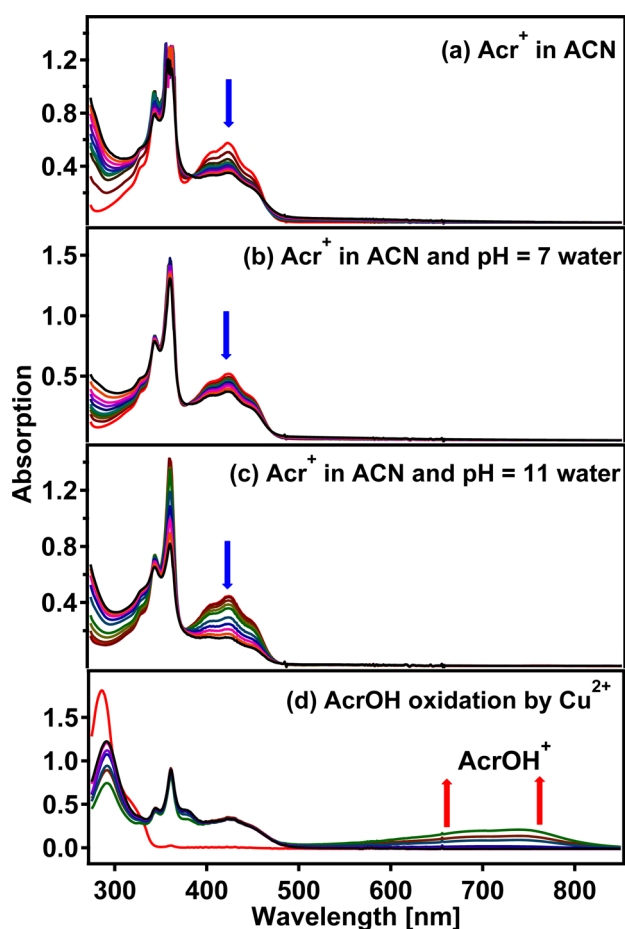 (a) Acr⁺ in ACN
1.2
0.8
0.4
(b) Acr⁺ in ACN and pH = 7 water
1.5
1.0
0.5
Absorption
(c) Acr⁺ in ACN and pH = 11 water
1.2
0.8
0.4
(d) AcrOH oxidation by Cu²⁺
1.5
AcrOH⁺
1.0
0.5
0.0
300 400 500 600 700 800
Wavelength [nm]